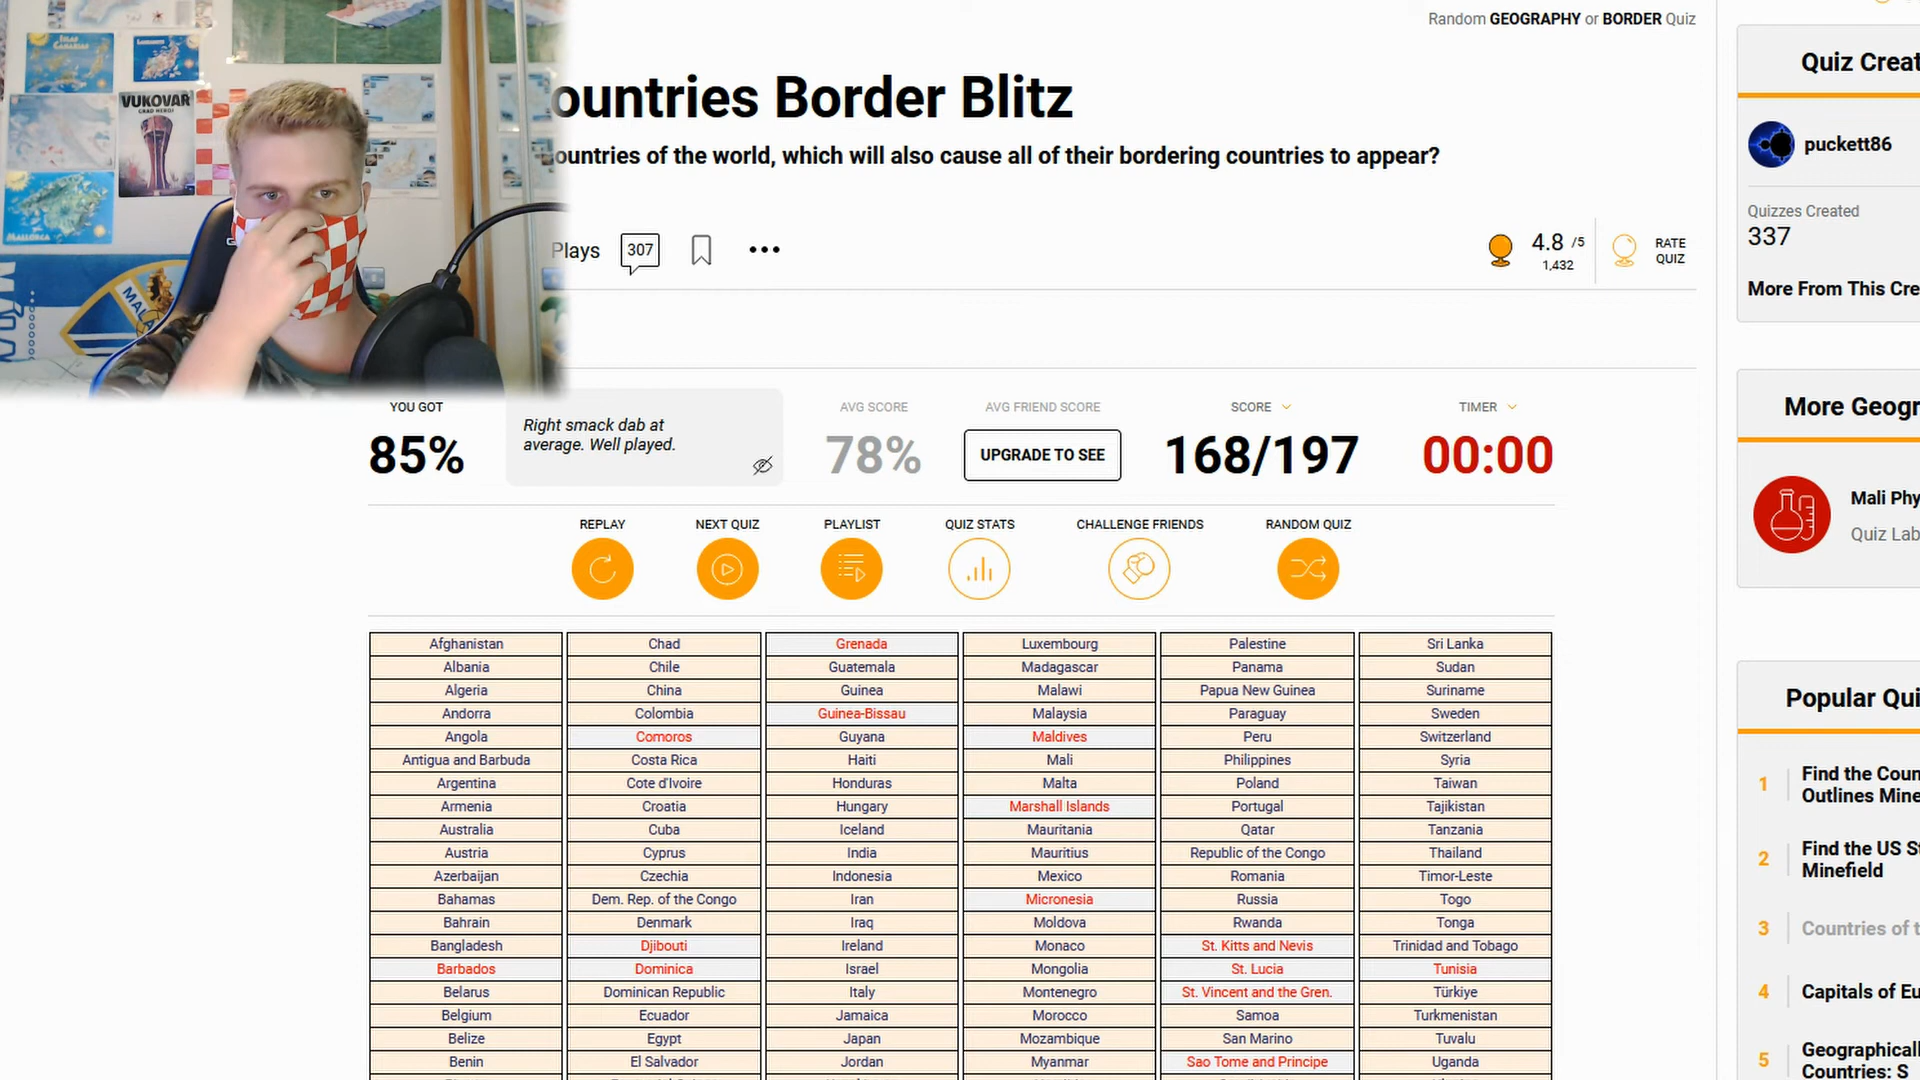 Random GEOGRAPHY or BORDER Quiz
ountries Border Blitz
ountries of the world, which will also cause all of their bordering countries to appear?
Plays
307
4.8 /5
1,432
RATE
QUIZ
VUKOVAR
GRAD HEROJ
ISLAS
CANARIAS
LANZAROTE
MALLORCA
MALA
Quiz Creat
puckett86
Quizzes Created
337
More From This Cre
YOU GOT
85%
Right smack dab at
average. Well played.
AVG SCORE
78%
AVG FRIEND SCORE
UPGRADE TO SEE
SCORE
168/197
TIMER
00:00
More Geogr
Mali Phy
Quiz Lab
REPLAY
NEXT QUIZ
PLAYLIST
QUIZ STATS
CHALLENGE FRIENDS
RANDOM QUIZ
Afghanistan Chad Grenada Luxembourg Palestine Sri Lanka
Albania Chile Guatemala Madagascar Panama Sudan
Algeria China Guinea Malawi Papua New Guinea Suriname
Andorra Colombia Guinea-Bissau Malaysia Paraguay Sweden
Angola Comoros Guyana Maldives Peru Switzerland
Antigua and Barbuda Costa Rica Haiti Mali Philippines Syria
Argentina Cote d'Ivoire Honduras Malta Poland Taiwan
Armenia Croatia Hungary Marshall Islands Portugal Tajikistan
Australia Cuba Iceland Mauritania Qatar Tanzania
Austria Cyprus India Mauritius Republic of the Congo Thailand
Azerbaijan Czechia Indonesia Mexico Romania Timor-Leste
Bahamas Dem. Rep. of the Congo Iran Micronesia Russia Togo
Bahrain Denmark Iraq Moldova Rwanda Tonga
Bangladesh Djibouti Ireland Monaco St. Kitts and Nevis Trinidad and Tobago
Barbados Dominica Israel Mongolia St. Lucia Tunisia
Belarus Dominican Republic Italy Montenegro St. Vincent and the Gren. Türkiye
Belgium Ecuador Jamaica Morocco Samoa Turkmenistan
Belize Egypt Japan Mozambique San Marino Tuvalu
Benin El Salvador Jordan Myanmar Sao Tome and Principe Uganda
Popular Qui
1 Find the Coun
Outlines Mine
2 Find the US St
Minefield
3 Countries of t
4 Capitals of Eu
5 Geographicall
Countries: S